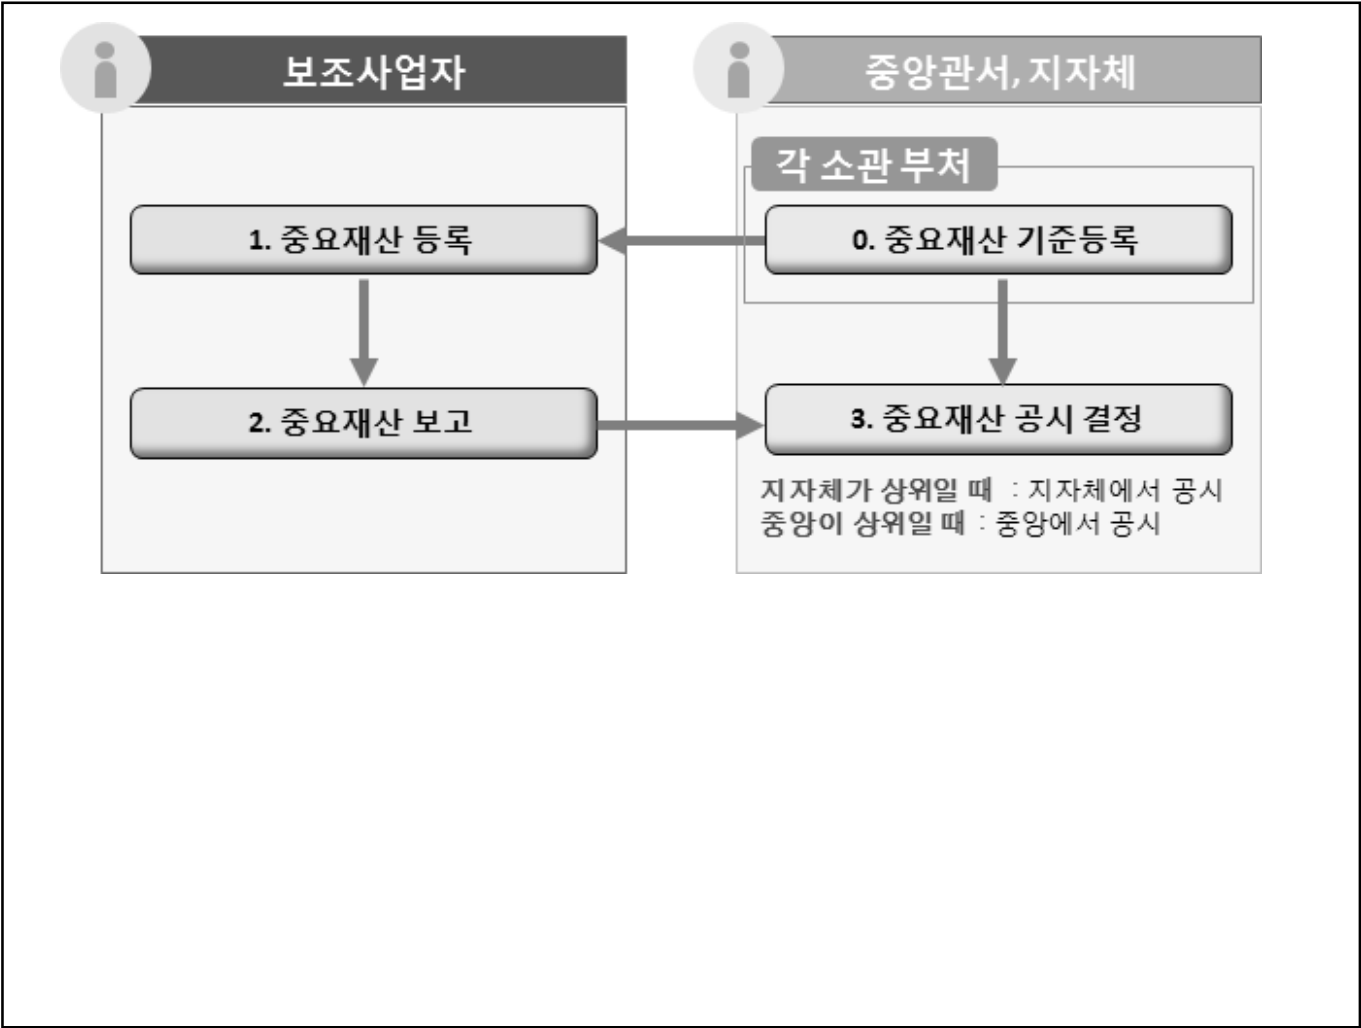 보조사업자
중앙관서, 지자체
각 소관 부처
1. 중요재산 등록
0. 중요재산 기준등록
2. 중요재산 보고
3. 중요재산 공시 결정
지자체가 상위일 때 : 지자체에서 공시
중앙이 상위일 때 : 중앙에서 공시